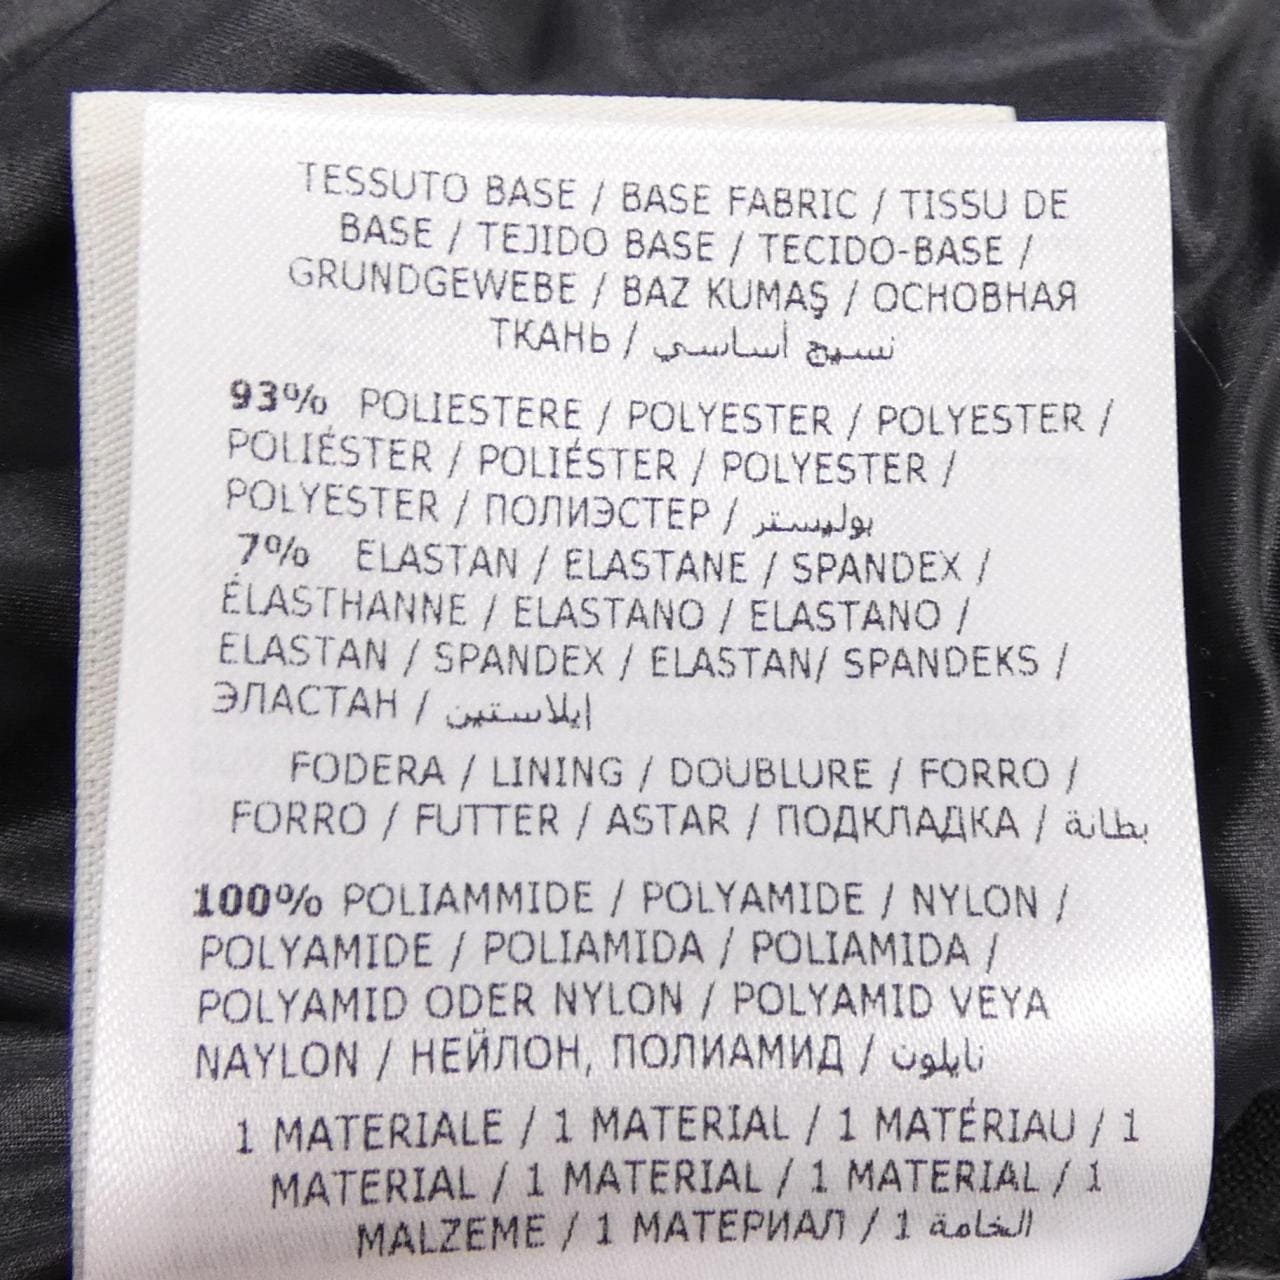 TESSUTO BASE / BASE FABRIC / TISSU DE
BASE / TEJIDO BASE / TECIDO-BASE /
GRUNDGEWEBE / BAZ KUMAŞ / ОСНОВНАЯ
ТКАНЬ / نسيج أساسي
93% POLIESTERE / POLYESTER / POLYESTER /
POLIÉSTER / POLIÉSTER / POLYESTER /
POLYESTER / ПОЛИЭСТЕР / بوليستر
7% ELASTAN / ELASTANE / SPANDEX /
ÉLASTHANNE / ELASTANO / ELASTANO /
ELASTAN / SPANDEX / ELASTAN/ SPANDEKS /
ЭЛАСТАН / إيلاستين
FODERA / LINING / DOUBLURE / FORRO /
FORRO / FUTTER / ASTAR / ПОДКЛАДКА / بطانة
100% POLIAMMIDE / POLYAMIDE / NYLON /
POLYAMIDE / POLIAMIDA / POLIAMIDA /
POLYAMID ODER NYLON / POLYAMID VEYA
NAYLON / НЕЙЛОН, ПОЛИАМИД / نايلون
1 MATERIALE / 1 MATERIAL / 1 MATÉRIAU / 1
MATERIAL / 1 MATERIAL / 1 MATERIAL / 1
MALZEME / 1 МАТЕРИАЛ / 1 الخامة